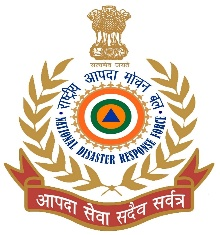 सत्यमेव जयते
राष्ट्रीय आपदा मोचन बल
NATIONAL DISASTER RESPONSE FORCE
आपदा सेवा सदैव सर्वत्र